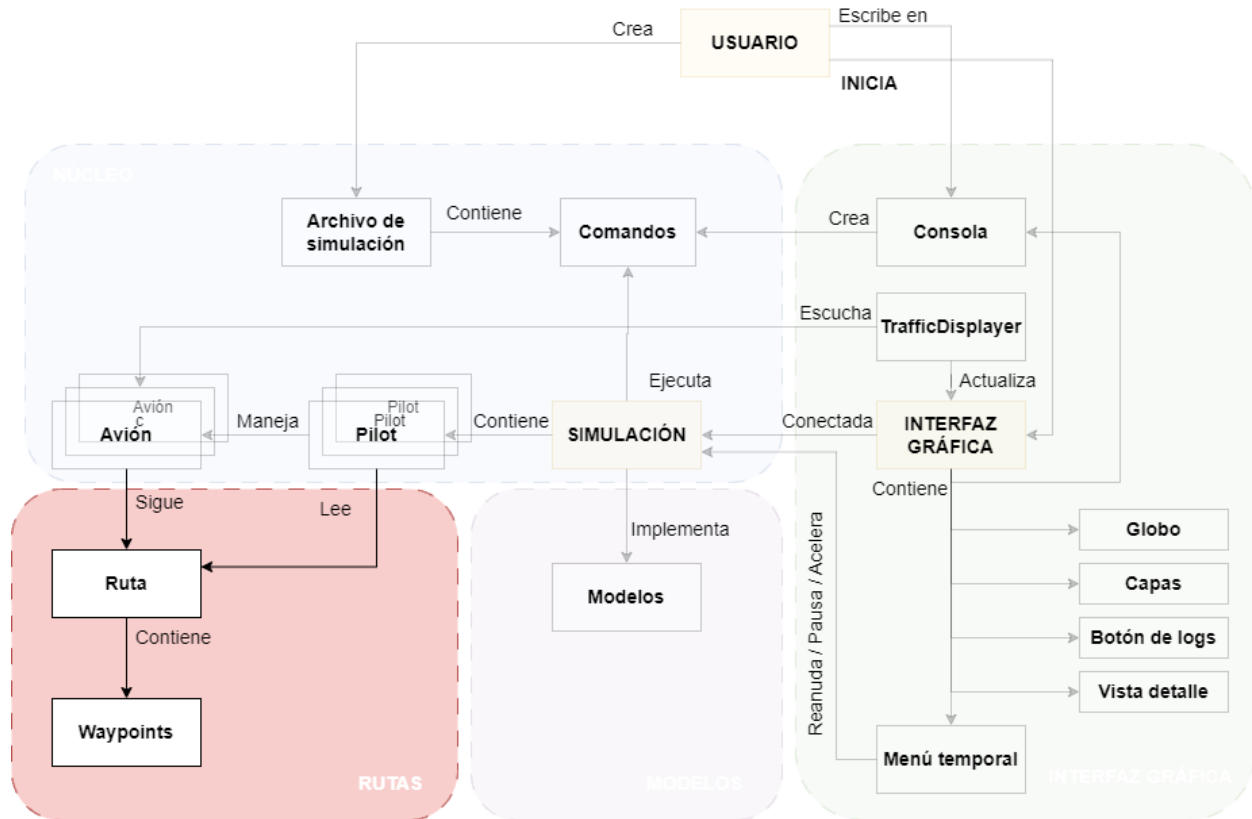 Escribe en
Crea
USUARIO
INICIA
NÚCLEO
Archivo de
simulación
Contiene
Comandos
Crea
Consola
Escucha
TrafficDisplayer
Ejecuta
Actualiza
Avión
c
Avión
Maneja
Pilot
Pilot
Pilot
Contiene
SIMULACIÓN
Conectada
INTERFAZ
GRÁFICA
Contiene
Sigue
Lee
Implementa
Reanuda / Pausa / Acelera
Globo
Ruta
Modelos
Capas
Contiene
Botón de logs
Vista detalle
Waypoints
Menú temporal
RUTAS
MODELOS
INTERFAZ GRÁFICA